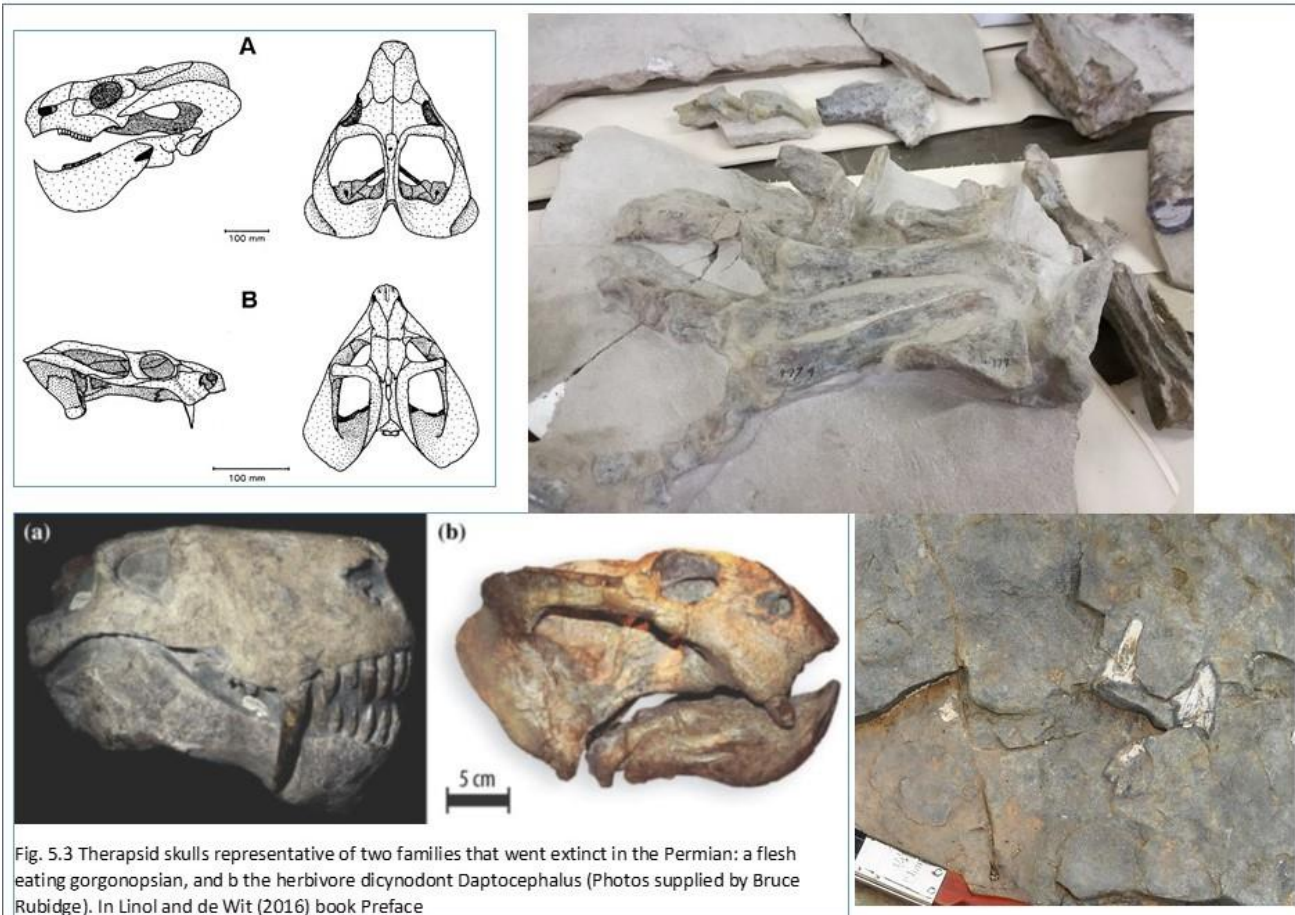 A
100 mm
B
100 mm
(a)
(b)
5 cm
Fig. 5.3 Therapsid skulls representative of two families that went extinct in the Permian: a flesh
eating gorgonopsian, and b the herbivore dicynodont Daptocephalus (Photos supplied by Bruce
Rubidge). In Linol and de Wit (2016) book Preface